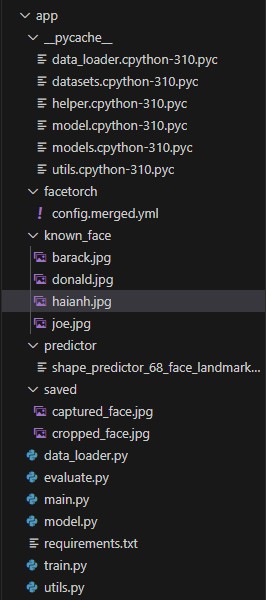 app
__pycache__
data_loader.cpython-310.pyc
datasets.cpython-310.pyc
helper.cpython-310.pyc
model.cpython-310.pyc
models.cpython-310.pyc
utils.cpython-310.pyc
facetorch
! config.merged.yml
known_face
barack.jpg
donald.jpg
haianh.jpg
joe.jpg
predictor
shape_predictor_68_face_landmark...
saved
captured_face.jpg
cropped_face.jpg
data_loader.py
evaluate.py
main.py
model.py
requirements.txt
train.py
utils.py